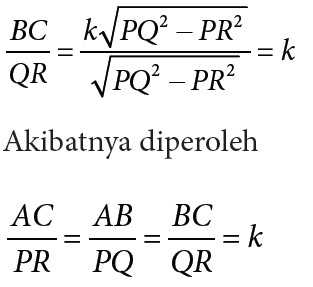 BC/QR = k√(PQ² − PR²)/√(PQ² − PR²) = k
Akibatnya diperoleh
AC/PR = AB/PQ = BC/QR = k